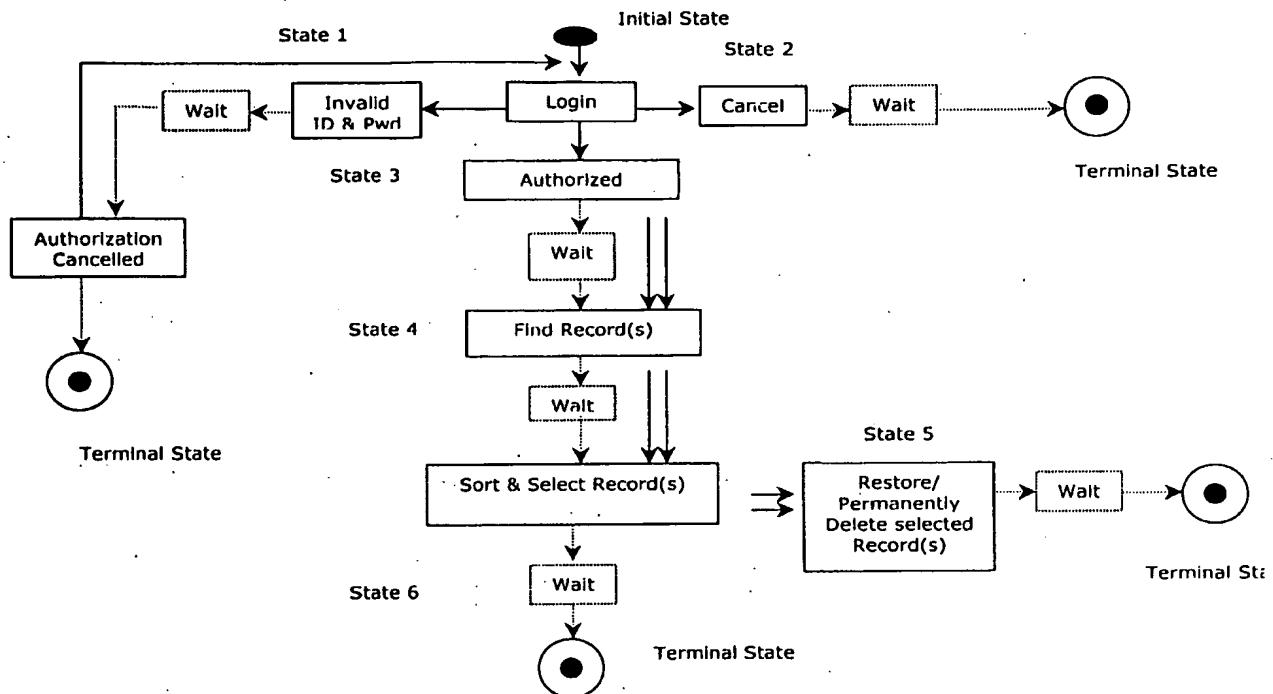 Initial State
State 1
State 2
Wait
Invalid
ID & Pwd
Login
Cancel
Wait
State 3
Authorized
Terminal State
Authorization
Cancelled
Wait
State 4
Find Record(s)
Wait
Terminal State
State 5
Sort & Select Record(s)
Restore/
Permanently
Delete selected
Record(s)
Wait
State 6
Wait
Terminal
Terminal State